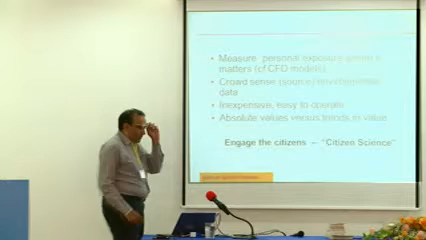 • Measure personal exposure
matters (cf CFD models)
• Crowd sense (source) environmental
data
• Inexpensive, easy to operate
• Absolute values versus trends in value
Engage the citizens – "Citizen Science"